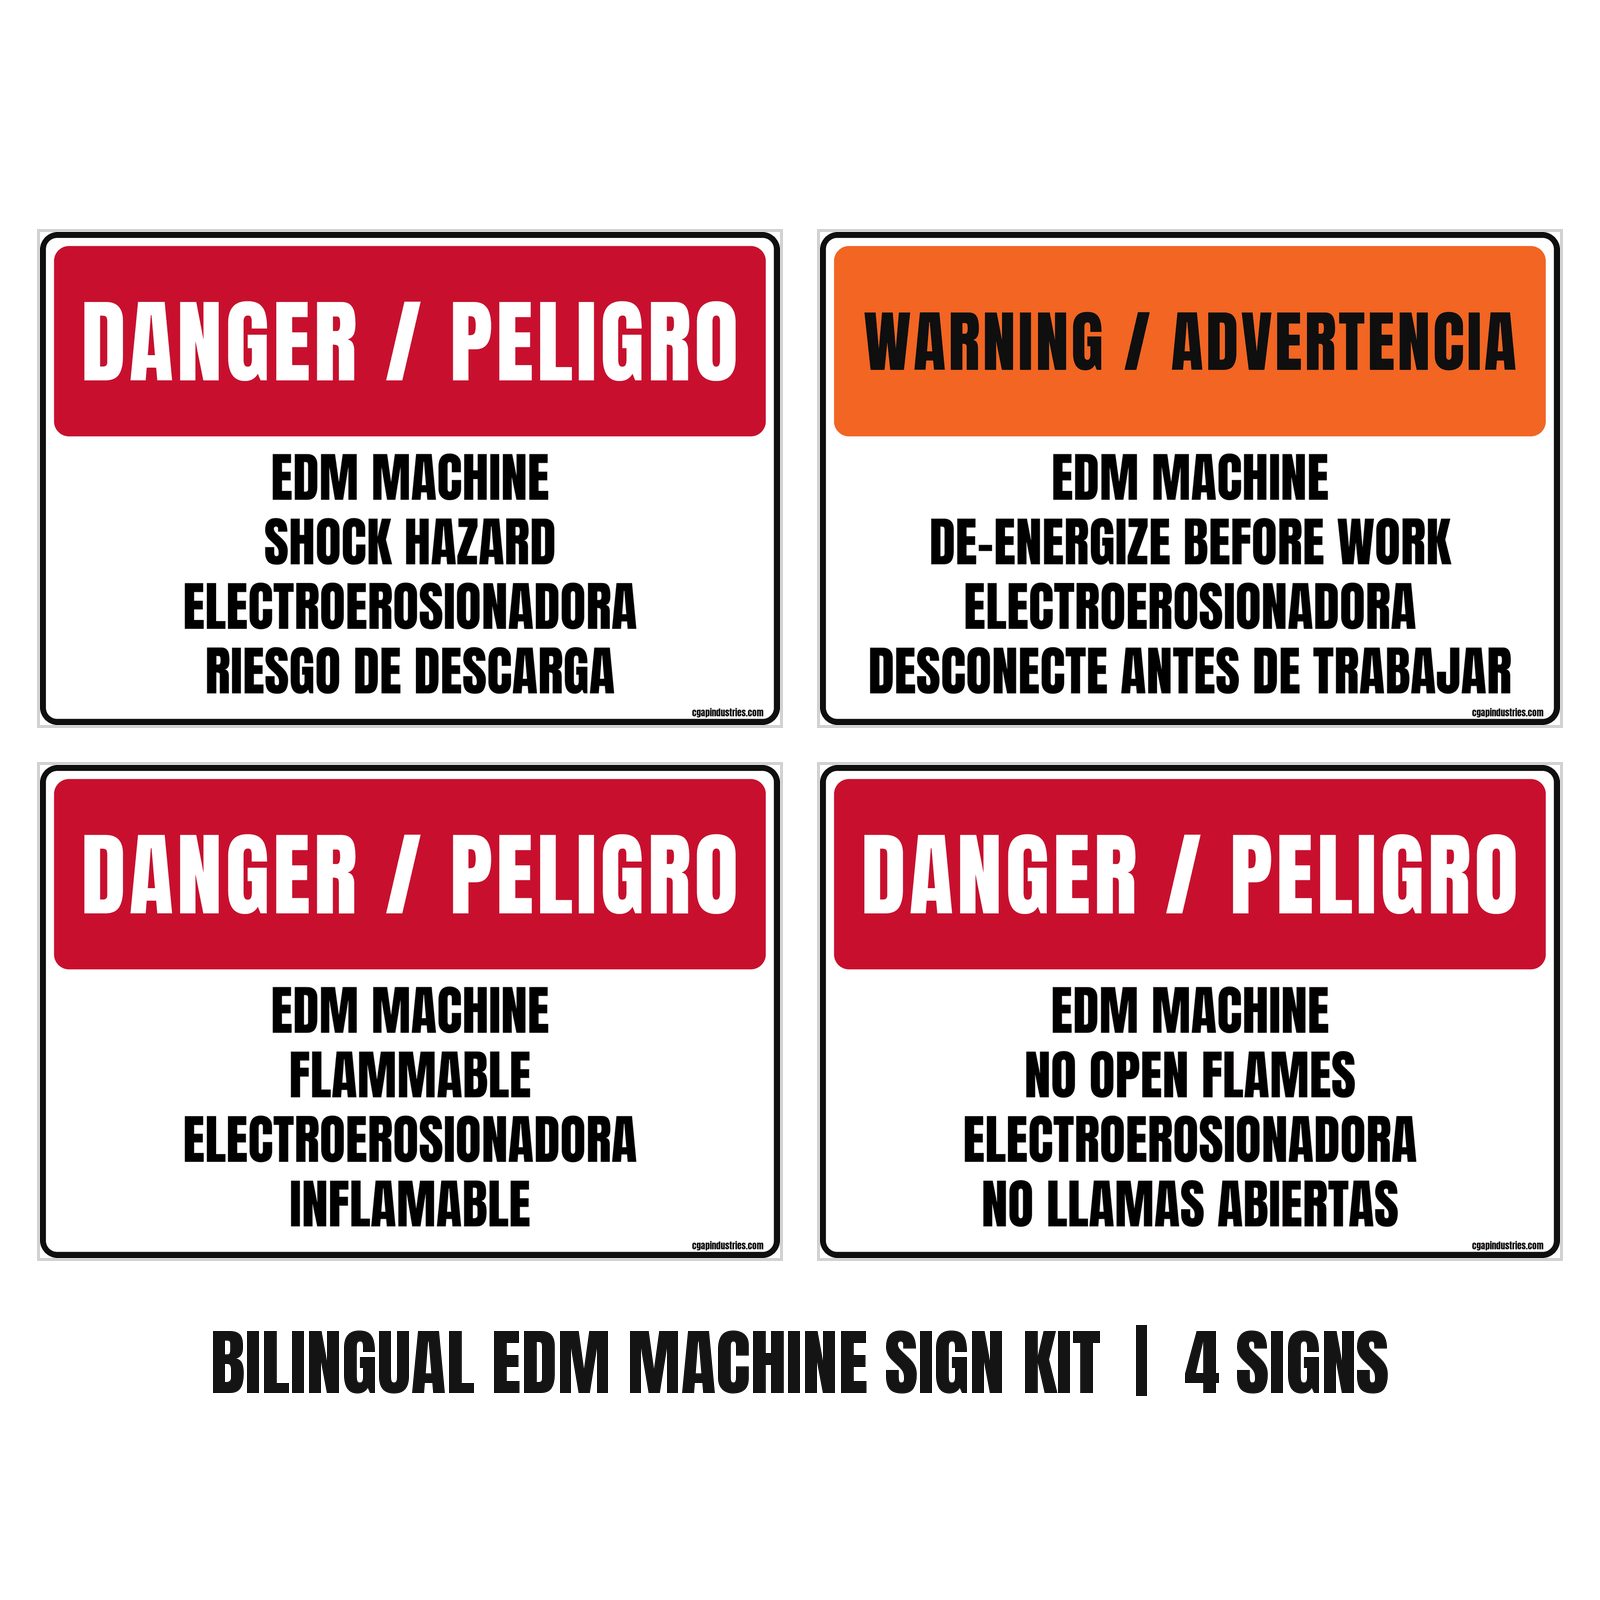 DANGER / PELIGRO
EDM MACHINE
SHOCK HAZARD
ELECTROEROSIONADORA
RIESGO DE DESCARGA
cgapindustries.com
WARNING / ADVERTENCIA
EDM MACHINE
DE-ENERGIZE BEFORE WORK
ELECTROEROSIONADORA
DESCONECTE ANTES DE TRABAJAR
cgapindustries.com
DANGER / PELIGRO
EDM MACHINE
FLAMMABLE
ELECTROEROSIONADORA
INFLAMABLE
cgapindustries.com
DANGER / PELIGRO
EDM MACHINE
NO OPEN FLAMES
ELECTROEROSIONADORA
NO LLAMAS ABIERTAS
cgapindustries.com
BILINGUAL EDM MACHINE SIGN KIT | 4 SIGNS